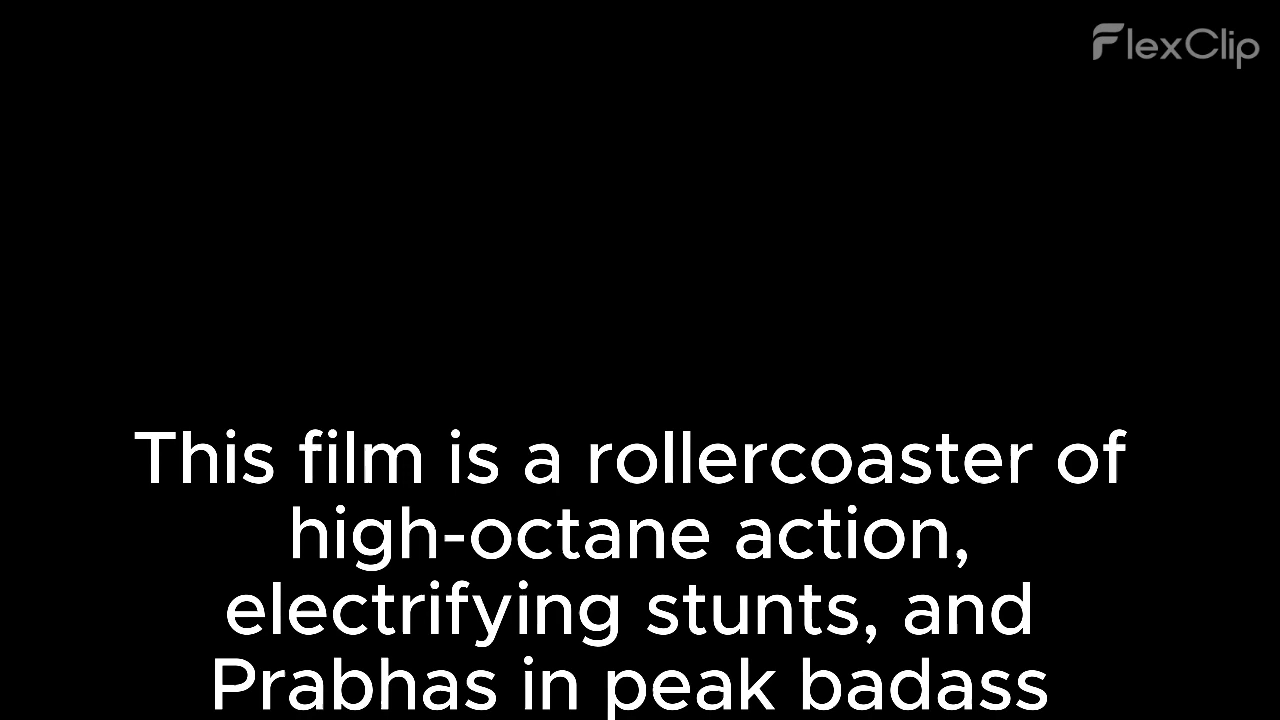 FlexClip
This film is a rollercoaster of
high-octane action,
electrifying stunts, and
Prabhas in peak badass